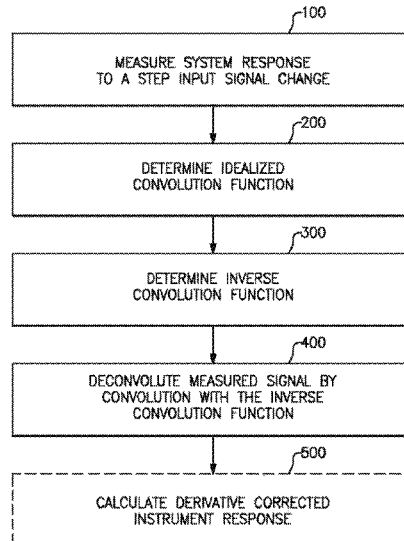 100
MEASURE SYSTEM RESPONSE
TO A STEP INPUT SIGNAL CHANGE
200
DETERMINE IDEALIZED
CONVOLUTION FUNCTION
300
DETERMINE INVERSE
CONVOLUTION FUNCTION
400
DECONVOLUTE MEASURED SIGNAL BY
CONVOLUTION WITH THE INVERSE
CONVOLUTION FUNCTION
500
CALCULATE DERIVATIVE CORRECTED
INSTRUMENT RESPONSE